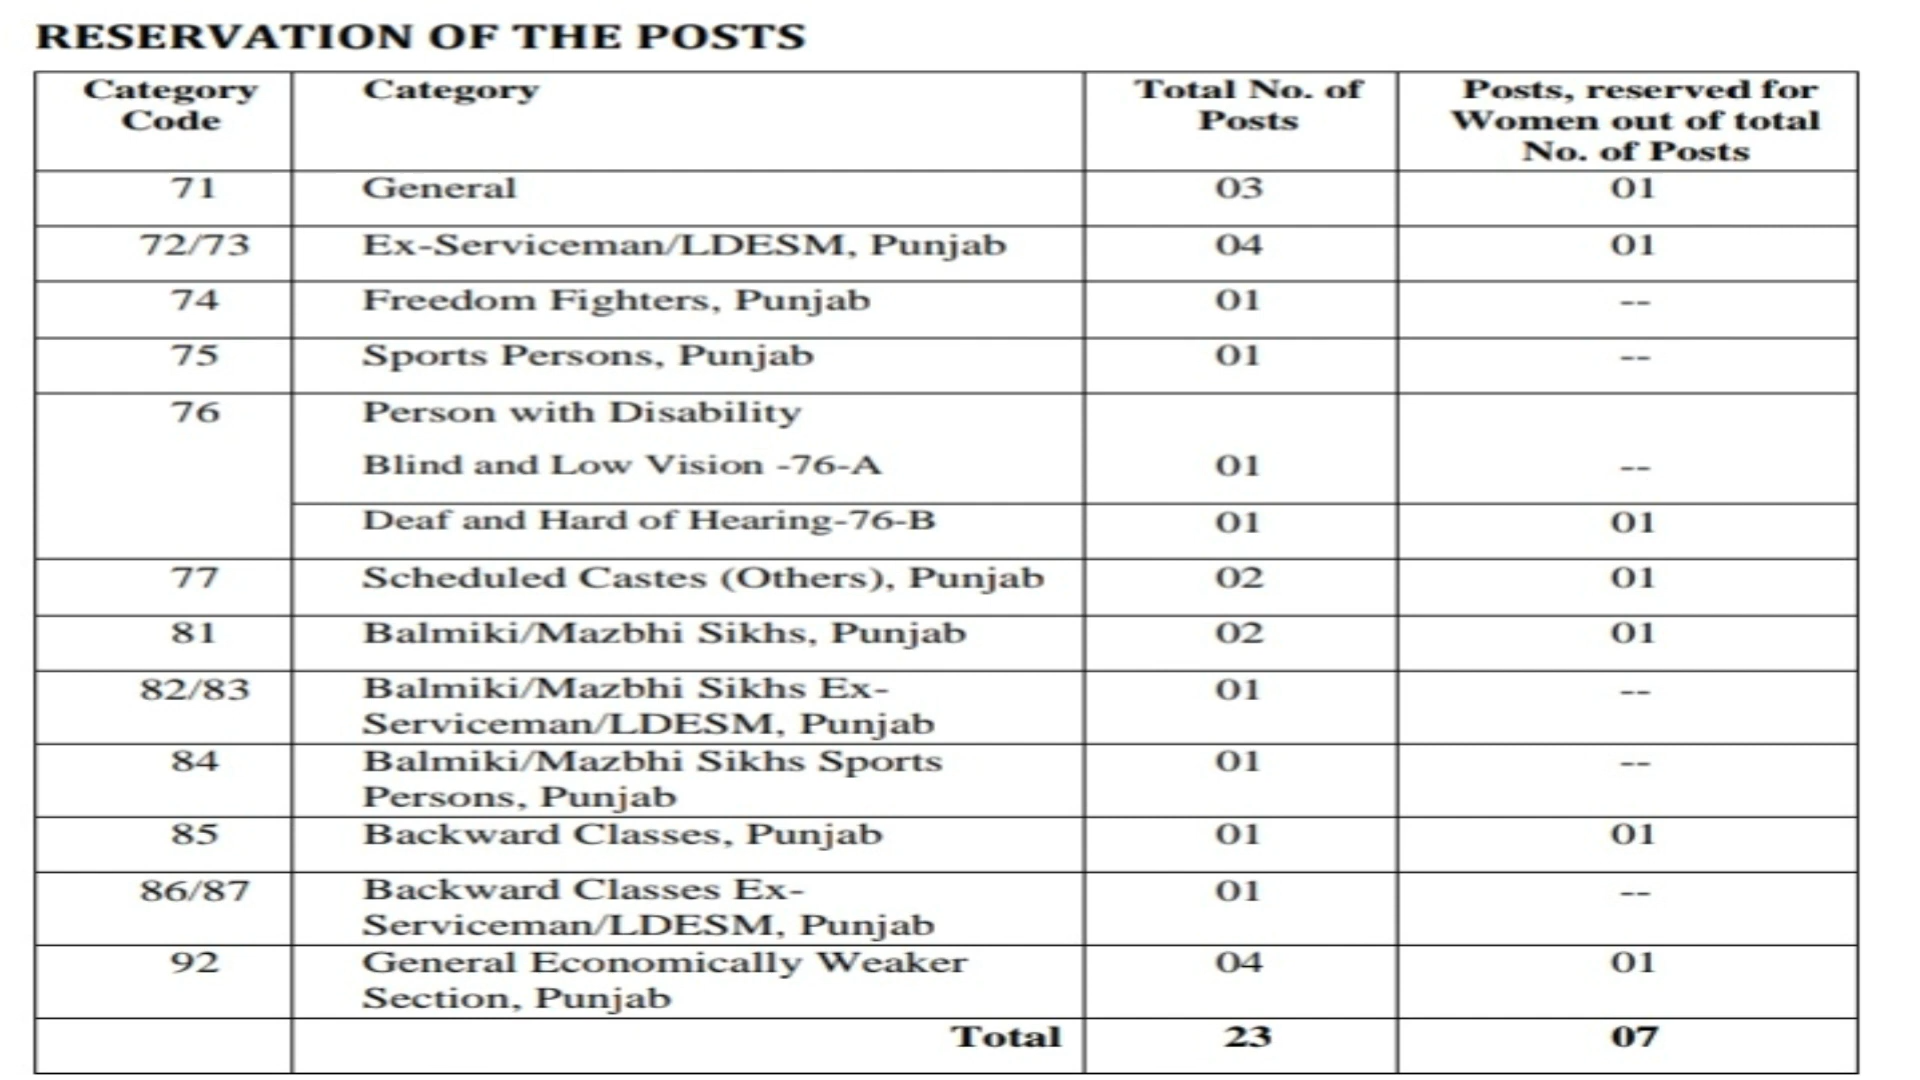 RESERVATION OF THE POSTS
Category Code | Category | Total No. of Posts | Posts, reserved for Women out of total No. of Posts
71 | General | 03 | 01
72/73 | Ex-Serviceman/LDESM, Punjab | 04 | 01
74 | Freedom Fighters, Punjab | 01 | --
75 | Sports Persons, Punjab | 01 | --
76 | Person with Disability
Blind and Low Vision -76-A | 01 | --
Deaf and Hard of Hearing-76-B | 01 | 01
77 | Scheduled Castes (Others), Punjab | 02 | 01
81 | Balmiki/Mazbhi Sikhs, Punjab | 02 | 01
82/83 | Balmiki/Mazbhi Sikhs Ex- | 01 | --
Serviceman/LDESM, Punjab
84 | Balmiki/Mazbhi Sikhs Sports | 01 | --
Persons, Punjab
85 | Backward Classes, Punjab | 01 | 01
86/87 | Backward Classes Ex- | 01 | --
Serviceman/LDESM, Punjab
92 | General Economically Weaker | 04 | 01
Section, Punjab
Total | 23 | 07